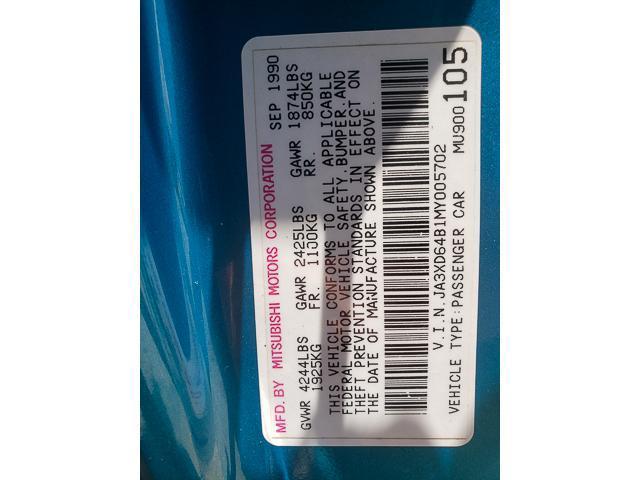 MFD. BY MITSUBISHI MOTORS CORPORATION SEP 1990
GVWR 4244LBS GAWR 2425LBS GAWR 1874LBS
1925KG FR. 1100KG RR. 850KG
THIS VEHICLE CONFORMS TO ALL APPLICABLE
FEDERAL MOTOR VEHICLE SAFETY,BUMPER,AND
THEFT PREVENTION STANDARDS IN EFFECT ON
THE DATE OF MANUFACTURE SHOWN ABOVE.
V.I.N.JA3XD64B1MY005702
VEHICLE TYPE:PASSENGER CAR MU900
105